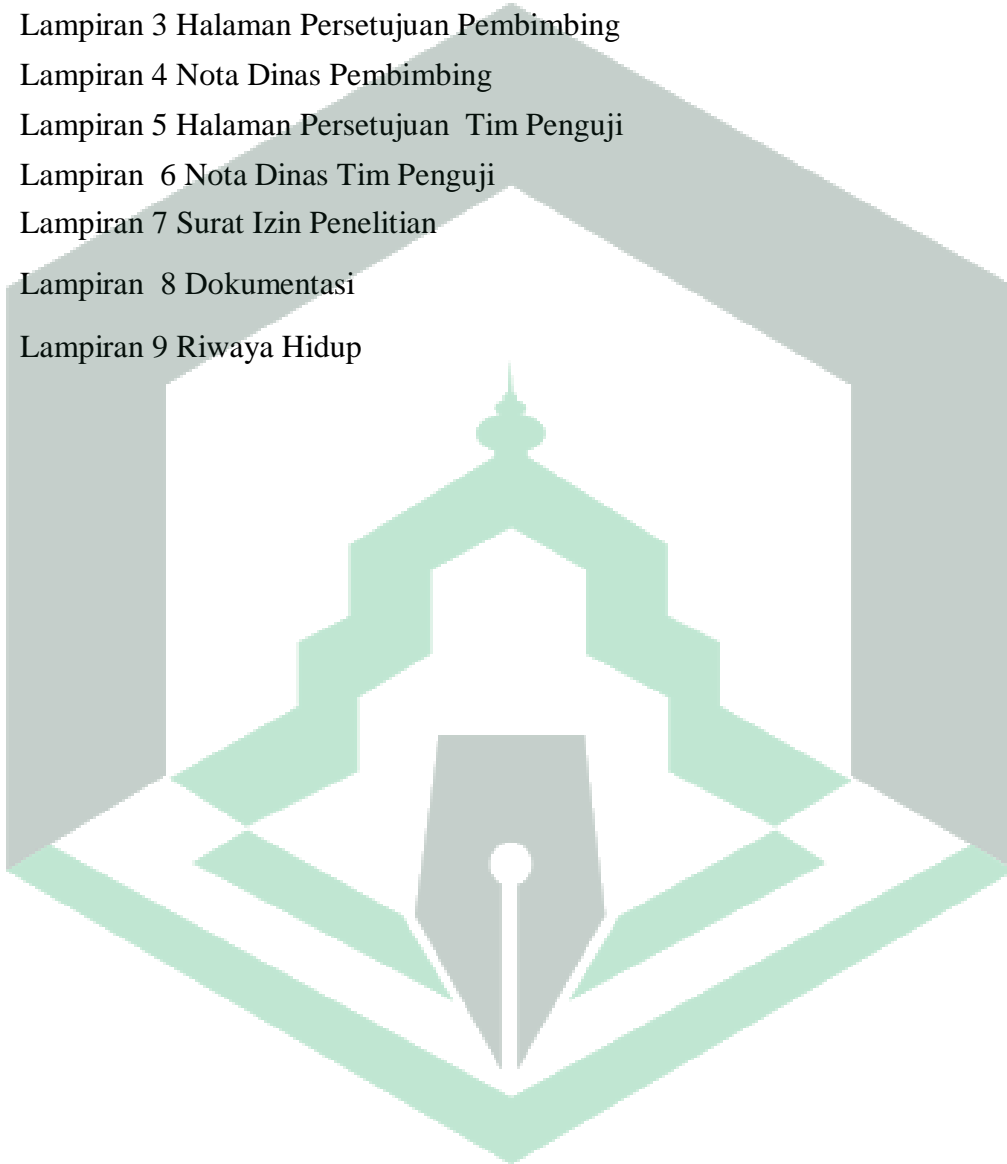 Lampiran 3 Halaman Persetujuan Pembimbing
Lampiran 4 Nota Dinas Pembimbing
Lampiran 5 Halaman Persetujuan  Tim Penguji
Lampiran  6 Nota Dinas Tim Penguji
Lampiran 7 Surat Izin Penelitian
Lampiran  8 Dokumentasi
Lampiran 9 Riwaya Hidup